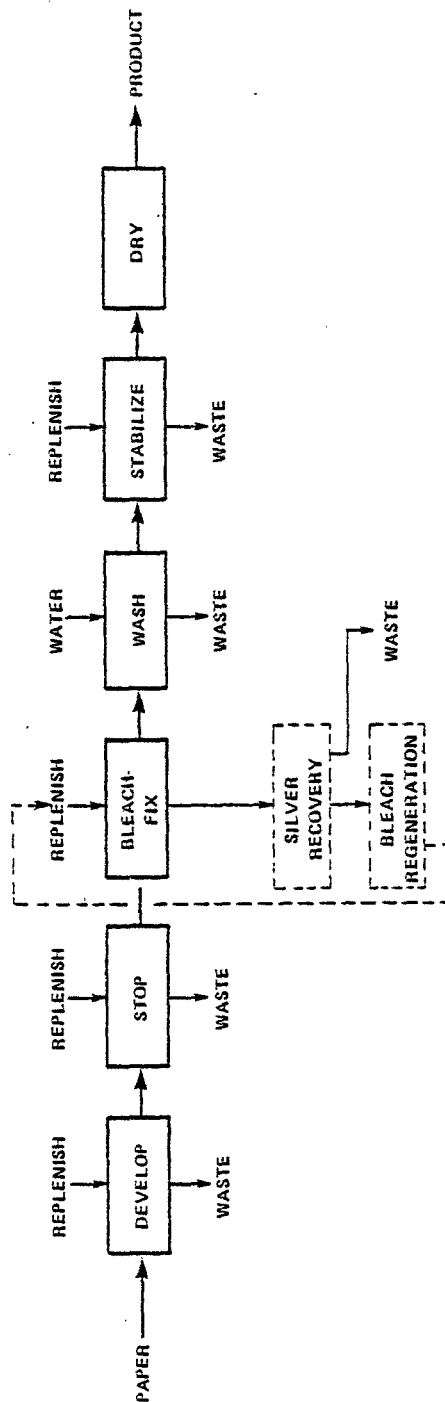 REPLENISH
REPLENISH
REPLENISH
WATER
REPLENISH
PAPER
DEVELOP
STOP
BLEACH-
FIX
WASH
STABILIZE
DRY
PRODUCT
WASTE
WASTE
WASTE
WASTE
SILVER
RECOVERY
WASTE
BLEACH
REGENERATION